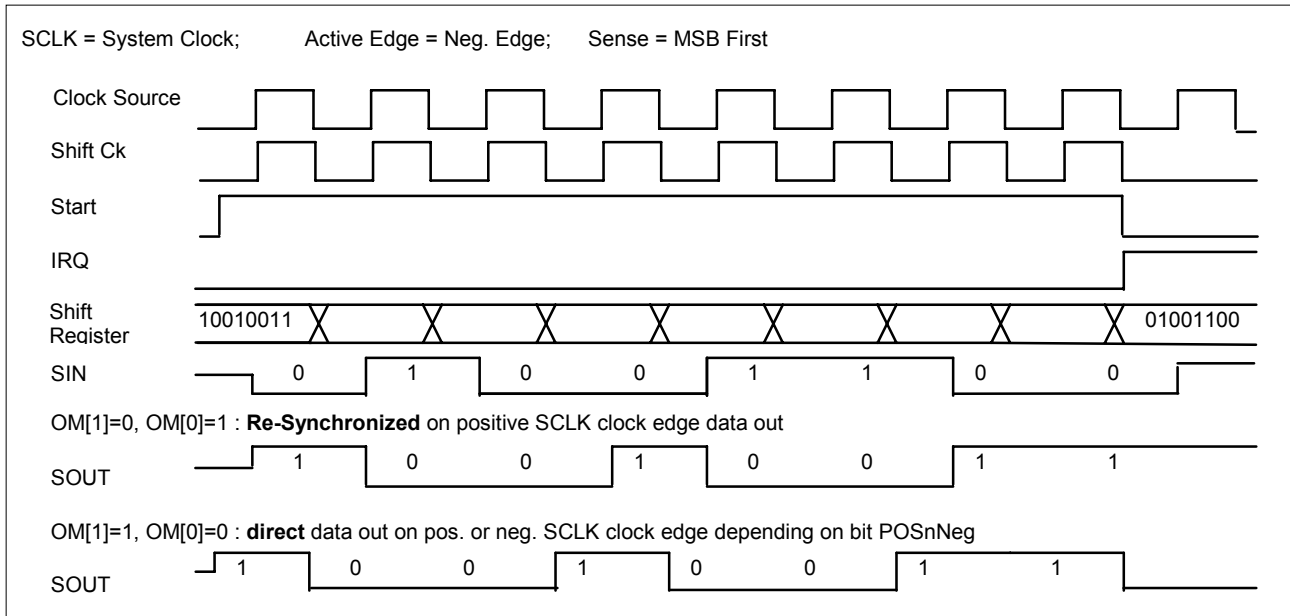 SCLK = System Clock; Active Edge = Neg. Edge; Sense = MSB First
Clock Source
Shift Ck
Start
IRQ
Shift
Register
10010011
01001100
SIN
0 1 0 0 1 1 0 0
OM[1]=0, OM[0]=1 : Re-Synchronized on positive SCLK clock edge data out
SOUT
1 0 0 1 0 0 1 1
OM[1]=1, OM[0]=0 : direct data out on pos. or neg. SCLK clock edge depending on bit POSnNeg
SOUT
1 0 0 1 0 0 1 1